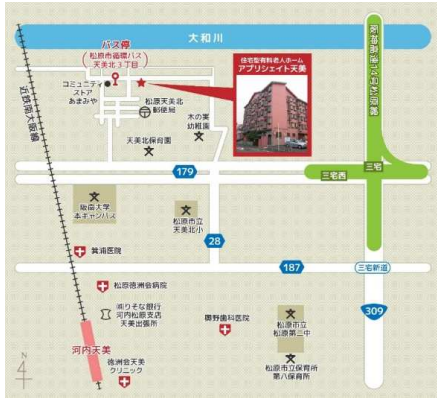 大和川
バス停
松原市循環バス
天美北3丁目
住宅型有料老人ホーム
アプリシェイト天美
阪神高速14号松原線
コミュニティ
ストア
あまみや
松原天美北
郵便局
木の実
幼稚園
天美北保育園
近鉄南大阪線
179
三宅西
三宅
阪南大学
本キャンパス
松原市立
天美北小
28
箕浦医院
187
三宅新道
松原徳洲会病院
㈱りそな銀行
河内松原支店
天美出張所
奥野歯科医院
松原市立
松原第二中
309
河内天美
徳洲会天美
クリニック
松原市立保育所
第八保育所
N
4